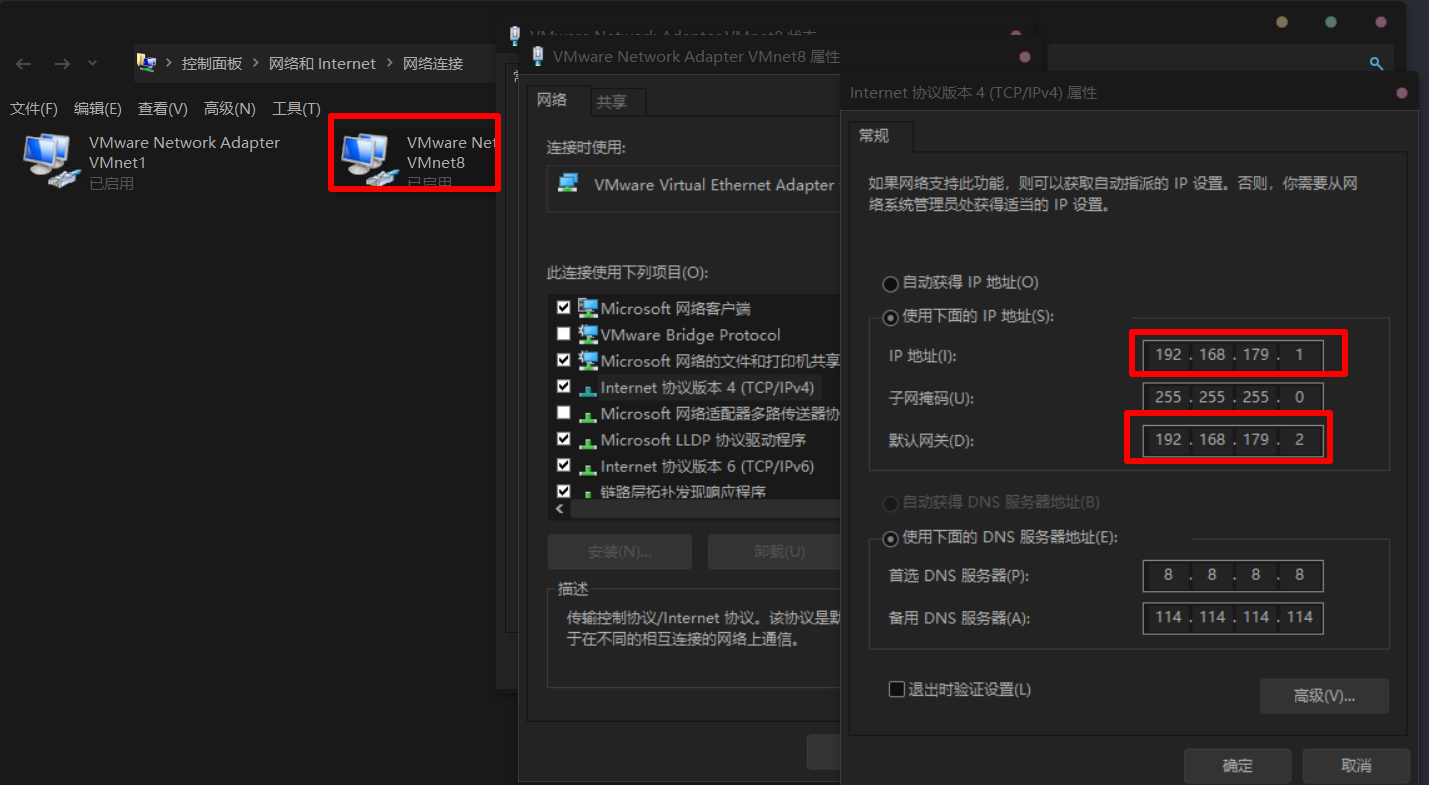 VMware Network Adapter VMnet8 状态
VMware Network Adapter VMnet8 属性
控制面板 > 网络和 Internet > 网络连接
文件(F) 编辑(E) 查看(V) 高级(N) 工具(T)
VMware Network Adapter
VMnet1
已启用
VMware Net
VMnet8
已启用
网络
共享
连接时使用:
VMware Virtual Ethernet Adapter
此连接使用下列项目(O):
Microsoft 网络客户端
VMware Bridge Protocol
Microsoft 网络的文件和打印机共享
Internet 协议版本 4 (TCP/IPv4)
Microsoft 网络适配器多路传送器协
Microsoft LLDP 协议驱动程序
Internet 协议版本 6 (TCP/IPv6)
链路层拓扑发现响应程序
安装(N)...
卸载(U)
描述
传输控制协议/Internet 协议。该协议是默
于在不同的相互连接的网络上通信。
Internet 协议版本 4 (TCP/IPv4) 属性
常规
如果网络支持此功能，则可以获取自动指派的 IP 设置。否则，你需要从网
络系统管理员处获得适当的 IP 设置。
自动获得 IP 地址(O)
使用下面的 IP 地址(S):
IP 地址(I): 192 . 168 . 179 . 1
子网掩码(U): 255 . 255 . 255 . 0
默认网关(D): 192 . 168 . 179 . 2
自动获得 DNS 服务器地址(B)
使用下面的 DNS 服务器地址(E):
首选 DNS 服务器(P): 8 . 8 . 8 . 8
备用 DNS 服务器(A): 114 . 114 . 114 . 114
退出时验证设置(L)
高级(V)...
确定
取消